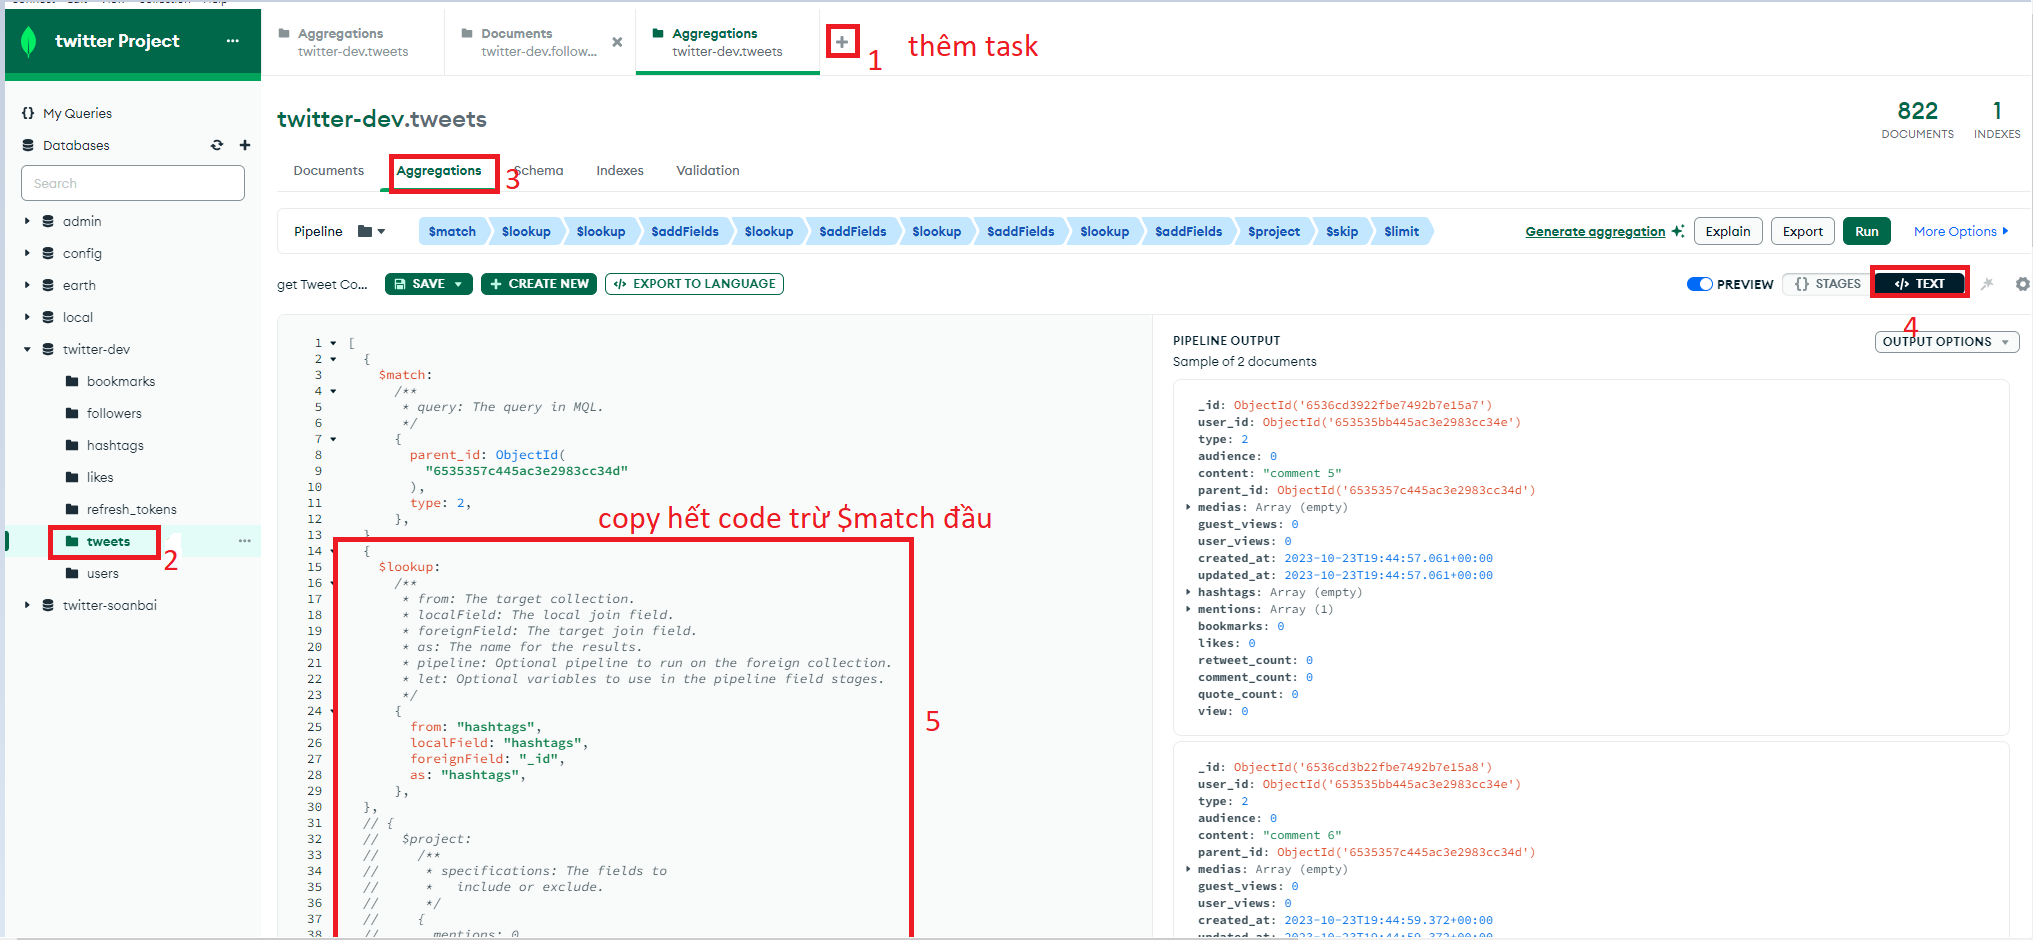 twitter Project
...
Aggregations
twitter-dev.tweets
Documents
twitter-dev.follow...
Aggregations
twitter-dev.tweets
1
thêm task
My Queries
Databases
Search
admin
config
earth
local
twitter-dev
bookmarks
followers
hashtags
likes
refresh_tokens
tweets
2
users
twitter-soanbai
twitter-dev.tweets
822
DOCUMENTS
1
INDEXES
Documents
Aggregations
3
Schema
Indexes
Validation
Pipeline
$match
$lookup
$lookup
$addFields
$lookup
$addFields
$lookup
$addFields
$lookup
$addFields
$project
$skip
$limit
Generate aggregation
Explain
Export
Run
More Options
get Tweet Co...
SAVE
CREATE NEW
EXPORT TO LANGUAGE
PREVIEW
{} STAGES
</> TEXT
4
1 [
2 {
3 $match:
4 /**
5 * query: The query in MQL.
6 */
7 {
8 parent_id: ObjectId(
9 "6535357c445ac3e2983cc34d"
10 ),
11 type: 2,
12 },
13
copy hết code trừ $match đầu
14 {
15 $lookup:
16 /**
17 * from: The target collection.
18 * localField: The local join field.
19 * foreignField: The target join field.
20 * as: The name for the results.
21 * pipeline: Optional pipeline to run on the foreign collection.
22 * let: Optional variables to use in the pipeline field stages.
23 */
24 {
25 from: "hashtags",
26 localField: "hashtags",
27 foreignField: "_id",
28 as: "hashtags",
29 },
30 },
31 // {
32 // $project:
33 // /**
34 // * specifications: The fields to
35 // * include or exclude.
36 // */
37 // {
38 // mentions: 0
5
PIPELINE OUTPUT
Sample of 2 documents
OUTPUT OPTIONS
_id: ObjectId('6536cd3922fbe7492b7e15a7')
user_id: ObjectId('653535bb445ac3e2983cc34e')
type: 2
audience: 0
content: "comment 5"
parent_id: ObjectId('6535357c445ac3e2983cc34d')
medias: Array (empty)
guest_views: 0
user_views: 0
created_at: 2023-10-23T19:44:57.061+00:00
updated_at: 2023-10-23T19:44:57.061+00:00
hashtags: Array (empty)
mentions: Array (1)
bookmarks: 0
likes: 0
retweet_count: 0
comment_count: 0
quote_count: 0
view: 0
_id: ObjectId('6536cd3b22fbe7492b7e15a8')
user_id: ObjectId('653535bb445ac3e2983cc34e')
type: 2
audience: 0
content: "comment 6"
parent_id: ObjectId('6535357c445ac3e2983cc34d')
medias: Array (empty)
guest_views: 0
user_views: 0
created_at: 2023-10-23T19:44:59.372+00:00
updated_at: 2023-10-23T19:44:59.372+00:00